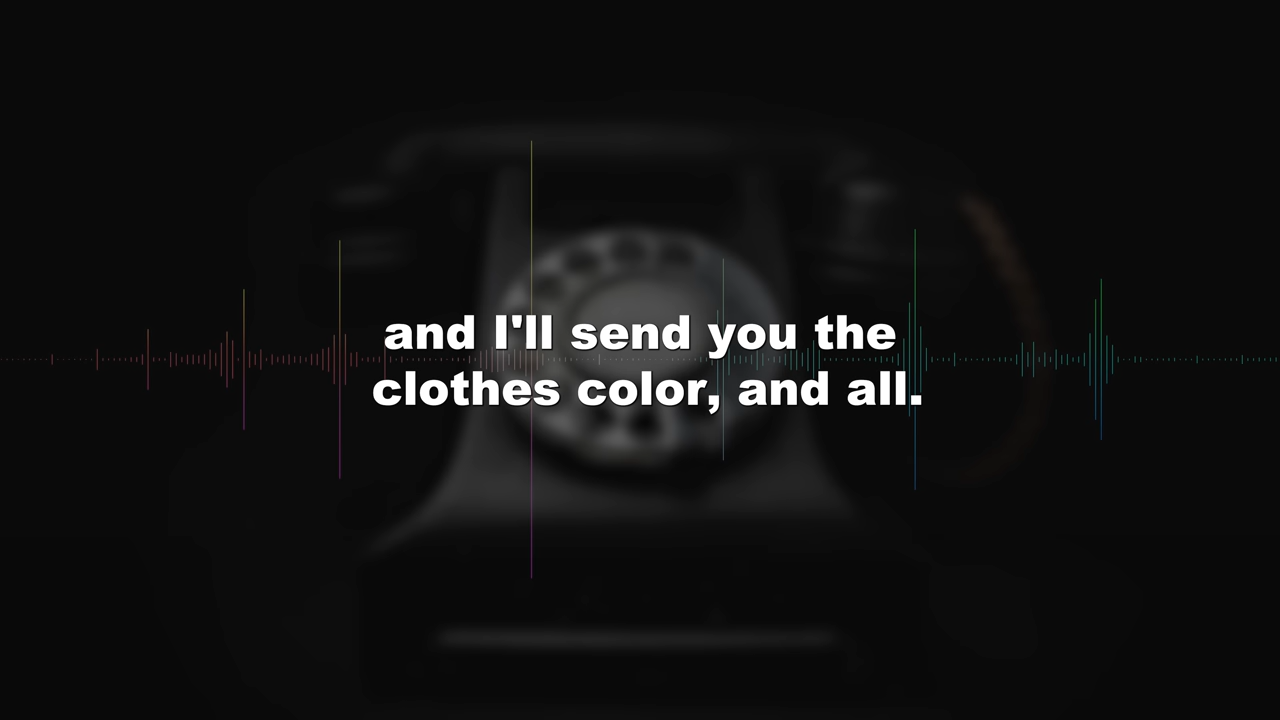 and I'll send you the
clothes color, and all.